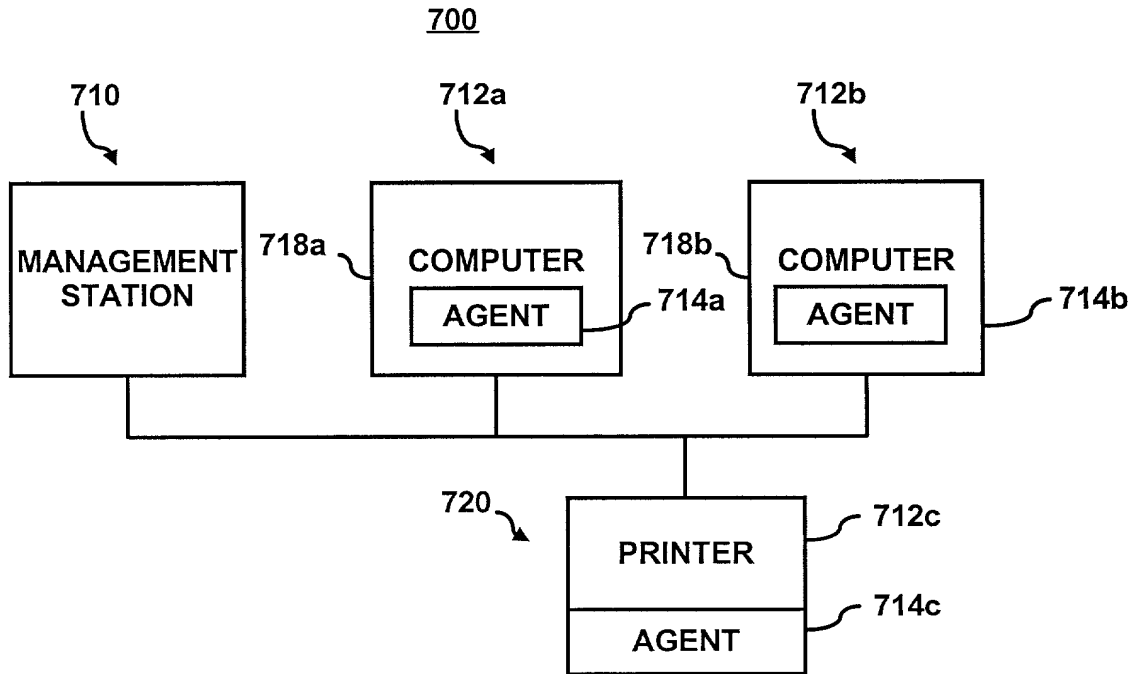 700
710
712a
712b
MANAGEMENT
STATION
718a
COMPUTER
AGENT
714a
718b
COMPUTER
AGENT
714b
720
PRINTER
712c
AGENT
714c